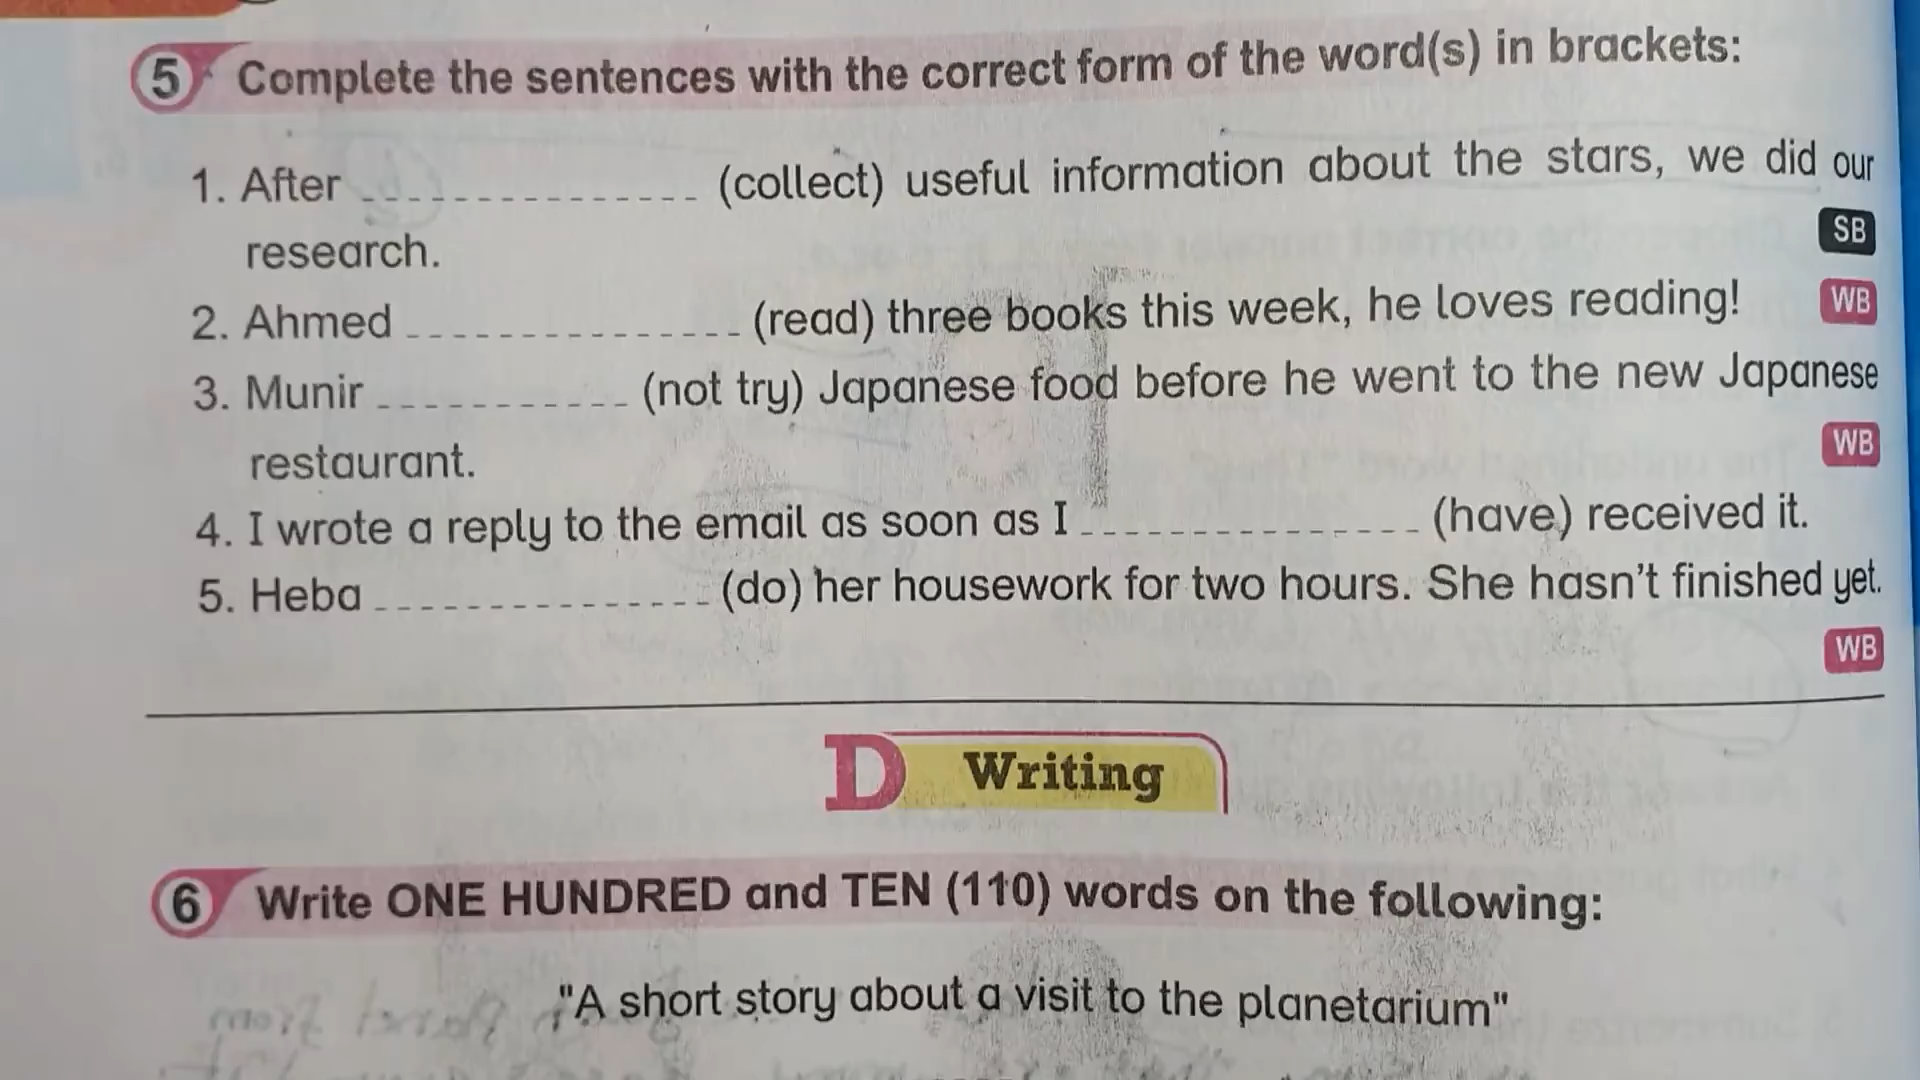 5 Complete the sentences with the correct form of the word(s) in brackets:
1. After _______________ (collect) useful information about the stars, we did our
research. SB
2. Ahmed _______________ (read) three books this week, he loves reading! WB
3. Munir ___________ (not try) Japanese food before he went to the new Japanese
restaurant. WB
4. I wrote a reply to the email as soon as I _______________ (have) received it.
5. Heba _______________ (do) her housework for two hours. She hasn't finished yet.
WB
D Writing
6 Write ONE HUNDRED and TEN (110) words on the following:
"A short story about a visit to the planetarium"